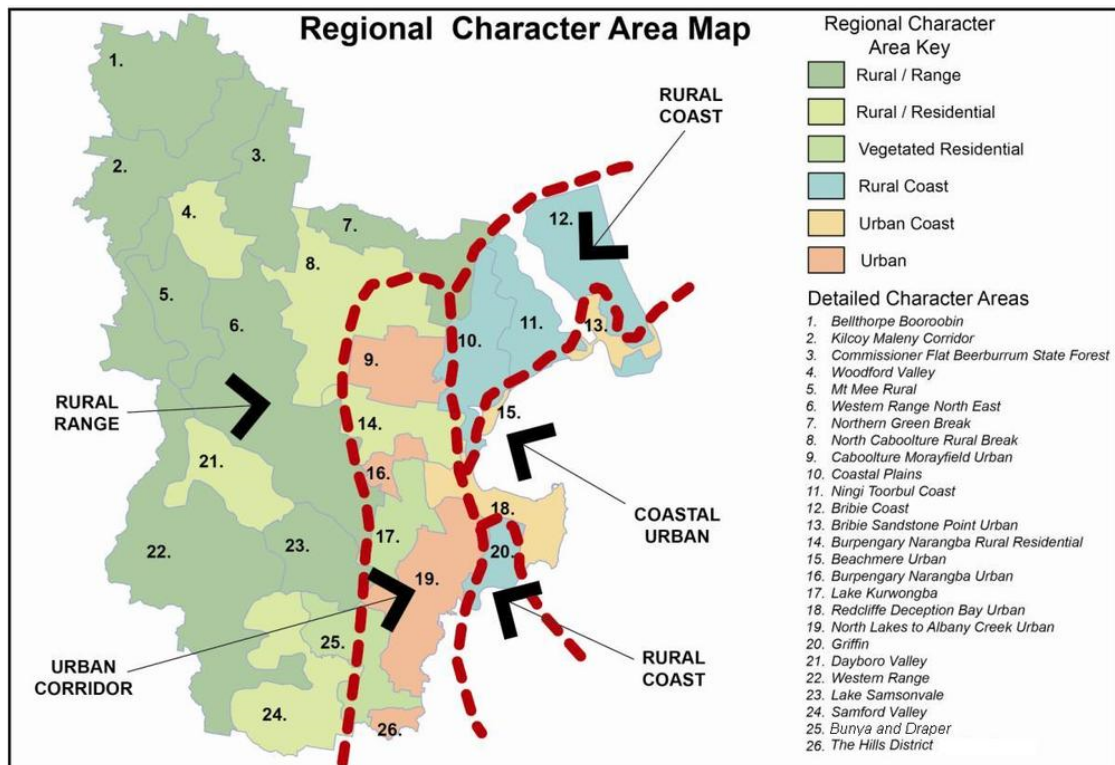 Regional Character Area Map
Regional Character
Area Key
Rural / Range
Rural / Residential
Vegetated Residential
Rural Coast
Urban Coast
Urban
Detailed Character Areas
1. Bellthorpe Booroobin
2. Kilcoy Maleny Corridor
3. Commissioner Flat Beerburrum State Forest
4. Woodford Valley
5. Mt Mee Rural
6. Western Range North East
7. Northern Green Break
8. North Caboolture Rural Break
9. Caboolture Morayfield Urban
10. Coastal Plains
11. Ningi Toorbul Coast
12. Bribie Coast
13. Bribie Sandstone Point Urban
14. Burpengary Narangba Rural Residential
15. Beachmere Urban
16. Burpengary Narangba Urban
17. Lake Kurwongba
18. Redcliffe Deception Bay Urban
19. North Lakes to Albany Creek Urban
20. Griffin
21. Dayboro Valley
22. Western Range
23. Lake Samsonvale
24. Samford Valley
25. Bunya and Draper
26. The Hills District
RURAL
COAST
RURAL
RANGE
COASTAL
URBAN
URBAN
CORRIDOR
RURAL
COAST
1.
2.
3.
4.
5.
6.
7.
8.
9.
10.
11.
12.
13.
14.
15.
16.
17.
18.
19.
20.
21.
22.
23.
24.
25.
26.